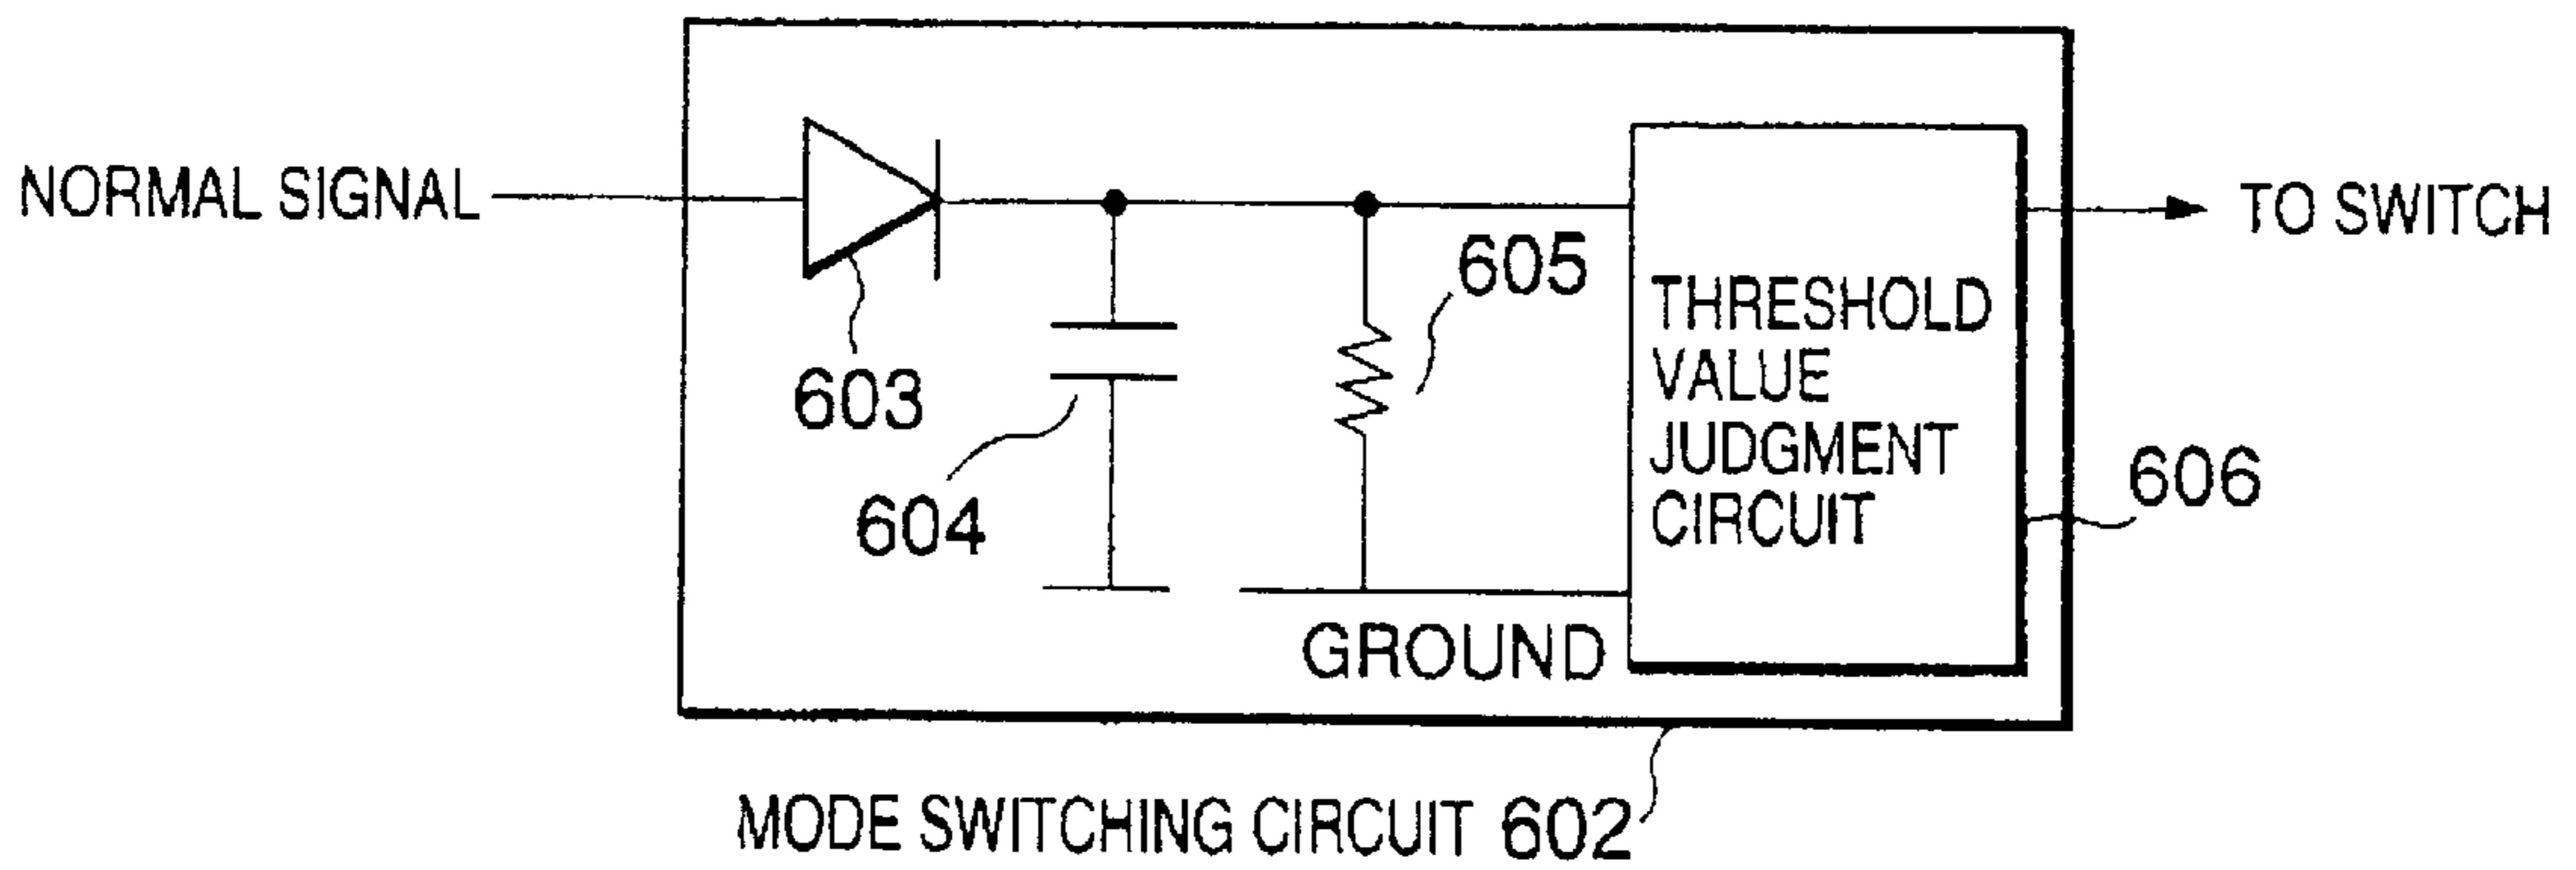 NORMAL SIGNAL
TO SWITCH
605
THRESHOLD
VALUE
JUDGMENT
CIRCUIT
603
604
606
GROUND
MODE SWITCHING CIRCUIT 602